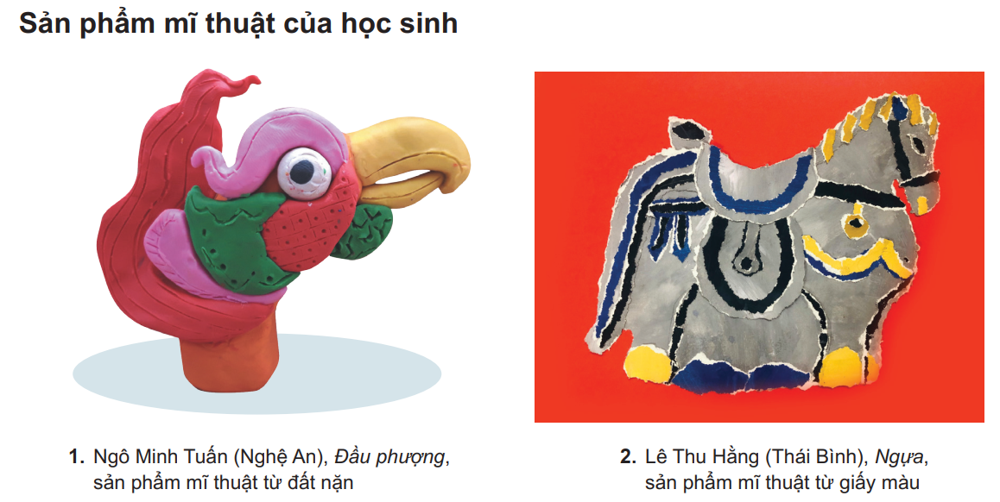 Sản phẩm mĩ thuật của học sinh
1. Ngô Minh Tuấn (Nghệ An), Đầu phượng,
sản phẩm mĩ thuật từ đất nặn
2. Lê Thu Hằng (Thái Bình), Ngựa,
sản phẩm mĩ thuật từ giấy màu